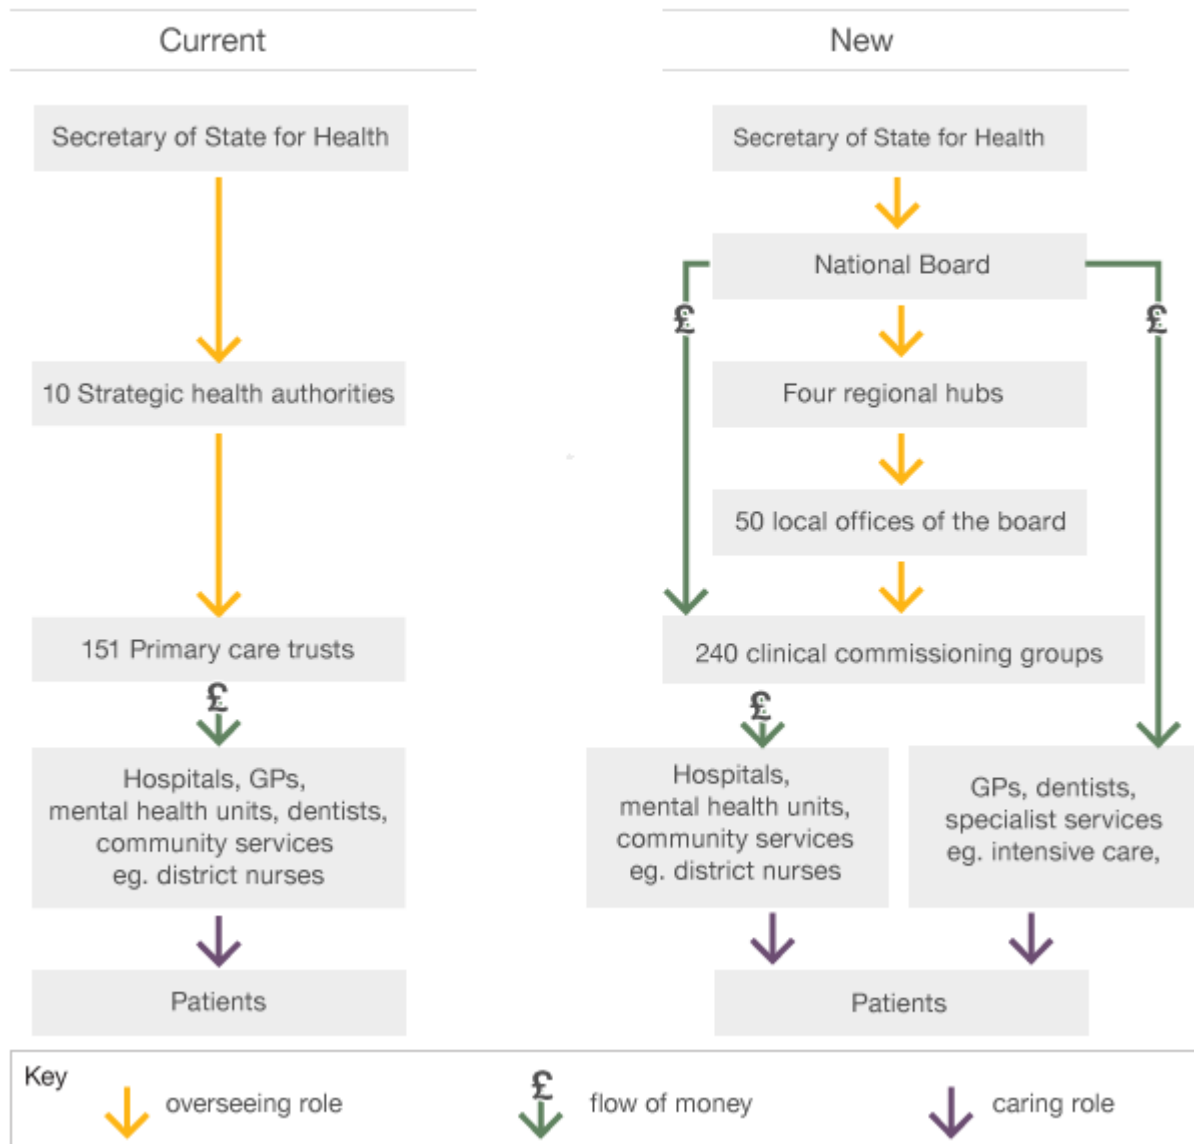 Current
Secretary of State for Health
10 Strategic health authorities
151 Primary care trusts
£
Hospitals, GPs,
mental health units, dentists,
community services
eg. district nurses
Patients
New
Secretary of State for Health
National Board
£
£
Four regional hubs
50 local offices of the board
240 clinical commissioning groups
£
Hospitals,
mental health units,
community services
eg. district nurses
GPs, dentists,
specialist services
eg. intensive care,
Patients
Key
overseeing role
£
flow of money
caring role